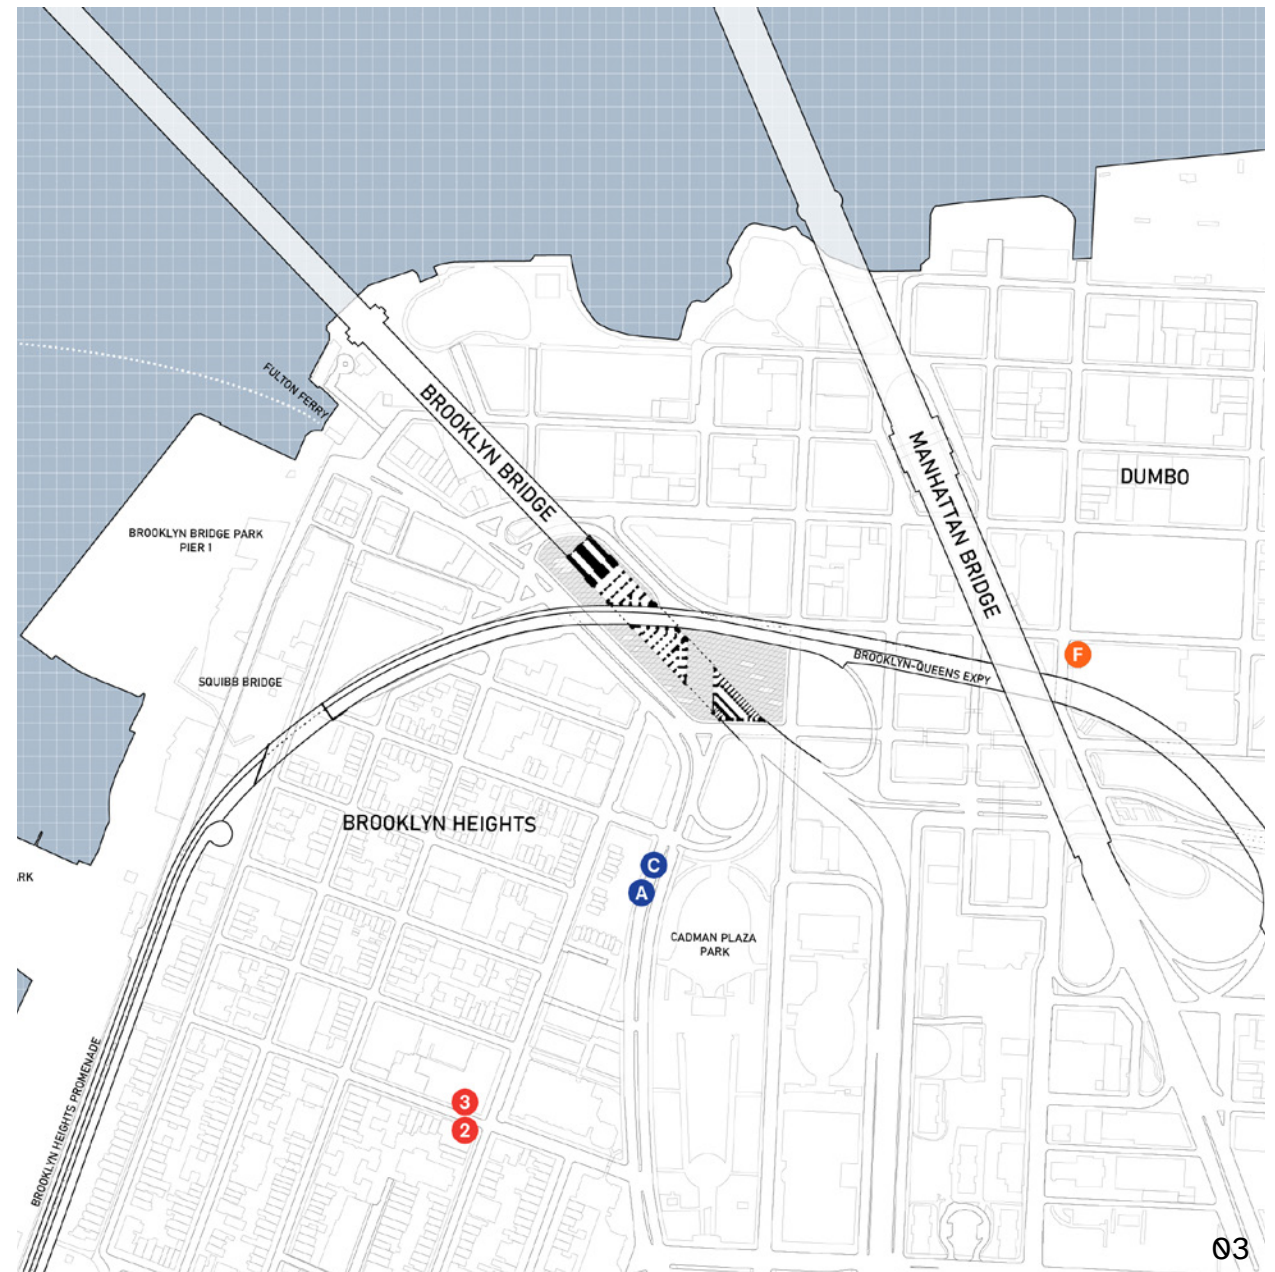 FULTON FERRY
BROOKLYN BRIDGE
MANHATTAN BRIDGE
DUMBO
BROOKLYN BRIDGE PARK
PIER 1
F
BROOKLYN-QUEENS EXPY
SQUIBB BRIDGE
BROOKLYN HEIGHTS
C
A
ARK
CADMAN PLAZA
PARK
BROOKLYN HEIGHTS PROMENADE
3
2
03